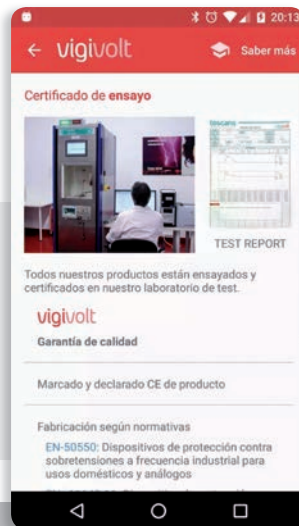 20:13
vigivolt
Saber más
Certificado de ensayo
TEST REPORT
Todos nuestros productos están ensayados y
certificados en nuestro laboratorio de test.
vigivolt
Garantía de calidad
Marcado y declarado CE de producto
Fabricación según normativas
EN-50550: Dispositivos de protección contra
sobretensiones a frecuencia industrial para
usos domésticos y análogos